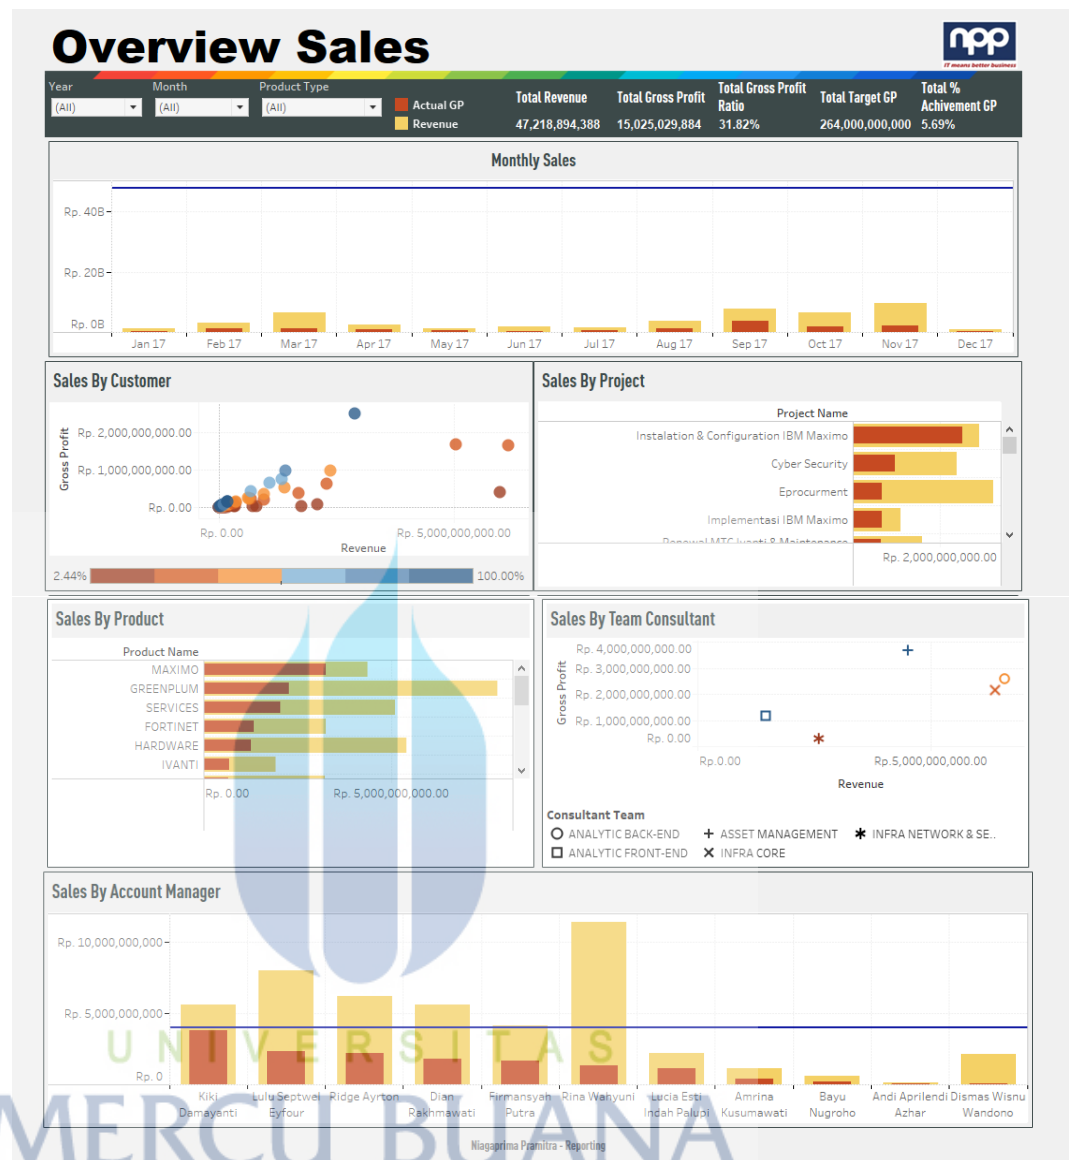 Overview Sales
npp
IT means better business
Year
Month
Product Type
(All)
(All)
(All)
Actual GP
Revenue
Total Revenue
47,218,894,388
Total Gross Profit
15,025,029,884
Total Gross Profit
Ratio
31.82%
Total Target GP
264,000,000,000
Total %
Achivement GP
5.69%
Monthly Sales
Rp. 40B
Rp. 20B
Rp. 0B
Jan 17
Feb 17
Mar 17
Apr 17
May 17
Jun 17
Jul 17
Aug 17
Sep 17
Oct 17
Nov 17
Dec 17
Sales By Customer
Gross Profit
Rp. 2,000,000,000.00
Rp. 1,000,000,000.00
Rp. 0.00
Rp. 0.00
Rp. 5,000,000,000.00
Revenue
2.44%
100.00%
Sales By Project
Project Name
Instalation & Configuration IBM Maximo
Cyber Security
Eprocurment
Implementasi IBM Maximo
Renewal MTC Ivanti & Maintenance
Rp. 2,000,000,000.00
Sales By Product
Product Name
MAXIMO
GREENPLUM
SERVICES
FORTINET
HARDWARE
IVANTI
Rp. 0.00
Rp. 5,000,000,000.00
Sales By Team Consultant
Gross Profit
Rp. 4,000,000,000.00
Rp. 3,000,000,000.00
Rp. 2,000,000,000.00
Rp. 1,000,000,000.00
Rp. 0.00
Rp.0.00
Rp.5,000,000,000.00
Revenue
Consultant Team
ANALYTIC BACK-END
ASSET MANAGEMENT
INFRA NETWORK & SE..
ANALYTIC FRONT-END
INFRA CORE
Sales By Account Manager
Rp. 10,000,000,000
Rp. 5,000,000,000
Rp. 0
Kiki
Damayanti
Lulu Septwei
Eyfour
Ridge Ayrton
Dian
Rakhmawati
Firmansyah
Putra
Rina Wahyuni
Lucia Esti
Indah Palupi
Amrina
Kusumawati
Bayu
Nugroho
Andi Aprilendi
Azhar
Dismas Wisnu
Wandono
UNIVERSITAS
MERCU BUANA
Niagaprima Pramitra - Reporting